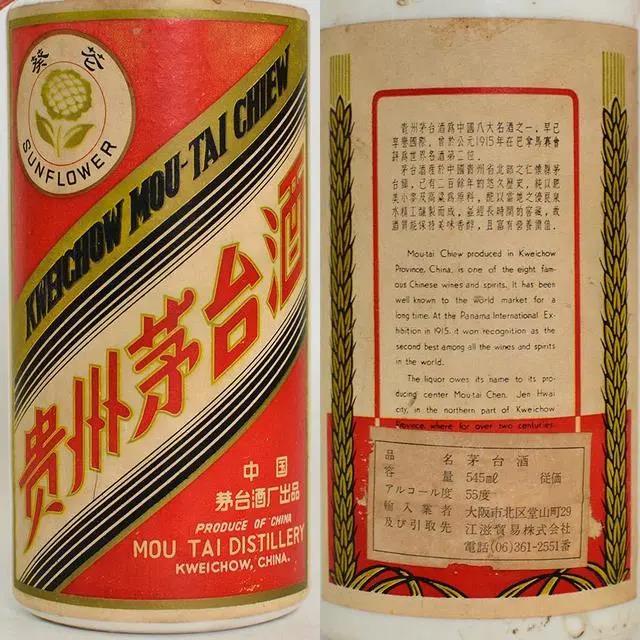 葵花
SUNFLOWER
KWEICHOW MOU-TAI CHIEW
贵州茅台酒
中国
茅台酒厂出品
PRODUCE OF CHINA
MOU TAI DISTILLERY
KWEICHOW, CHINA.
貴州茅台酒為中國八大名酒之一,早已
享譽國際,曾於公元1915年在巴拿馬賽會
評為世界名酒第二位。
茅台酒產於中國貴州省北部之仁懷縣茅
台鎮,已有二百餘年的悠久歷史,純以肥
美小麥及高粱為原料,配以當地之優良泉
水精工釀製而成,並經長時間的窖藏,故
酒質能保持美味香醇,且富有營養價值。
Moutai Chiew produced in Kweichow
Province, China, is one of the eight fam-
ous Chinese wines and spirits. It has been
well known to the world market for a
long time. At the Panama International Ex-
hibition in 1915, it won recognition as the
second best among all the wines and spirits
in the world.
The liquor owes its name to its pro-
ducing center Moutai Chen, Jen Hwai
city, in the northern part of Kweichow
Province, where for over two centuries
品名 茅台酒
容量 545mℓ 従価
アルコール度 55度
輸入業者 大阪市北区堂山町29
及び引取先 江滋貿易株式会社
電話(06)361-2551番